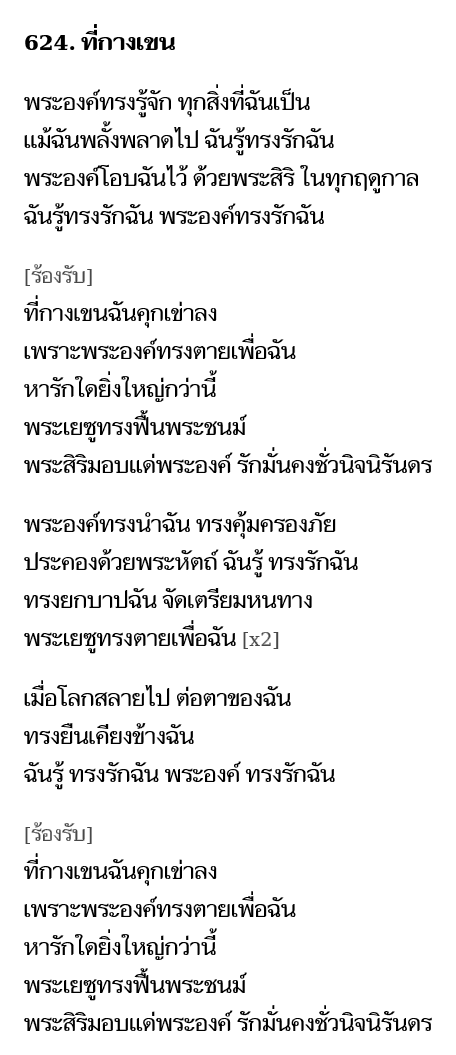 624. ที่กางเขน
พระองค์ทรงรู้จัก ทุกสิ่งที่ฉันเป็น
แม้ฉันพลั้งพลาดไป ฉันรู้ทรงรักฉัน
พระองค์โอบฉันไว้ ด้วยพระสิริ ในทุกฤดูกาล
ฉันรู้ทรงรักฉัน พระองค์ทรงรักฉัน
[ร้องรับ]
ที่กางเขนฉันคุกเข่าลง
เพราะพระองค์ทรงตายเพื่อฉัน
หารักใดยิ่งใหญ่กว่านี้
พระเยซูทรงฟื้นพระชนม์
พระสิริมอบแด่พระองค์ รักมั่นคงชั่วนิจนิรันดร
พระองค์ทรงนำฉัน ทรงคุ้มครองภัย
ประคองด้วยพระหัตถ์ ฉันรู้ ทรงรักฉัน
ทรงยกบาปฉัน จัดเตรียมหนทาง
พระเยซูทรงตายเพื่อฉัน [x2]
เมื่อโลกสลายไป ต่อตาของฉัน
ทรงยืนเคียงข้างฉัน
ฉันรู้ ทรงรักฉัน พระองค์ ทรงรักฉัน
[ร้องรับ]
ที่กางเขนฉันคุกเข่าลง
เพราะพระองค์ทรงตายเพื่อฉัน
หารักใดยิ่งใหญ่กว่านี้
พระเยซูทรงฟื้นพระชนม์
พระสิริมอบแด่พระองค์ รักมั่นคงชั่วนิจนิรันดร